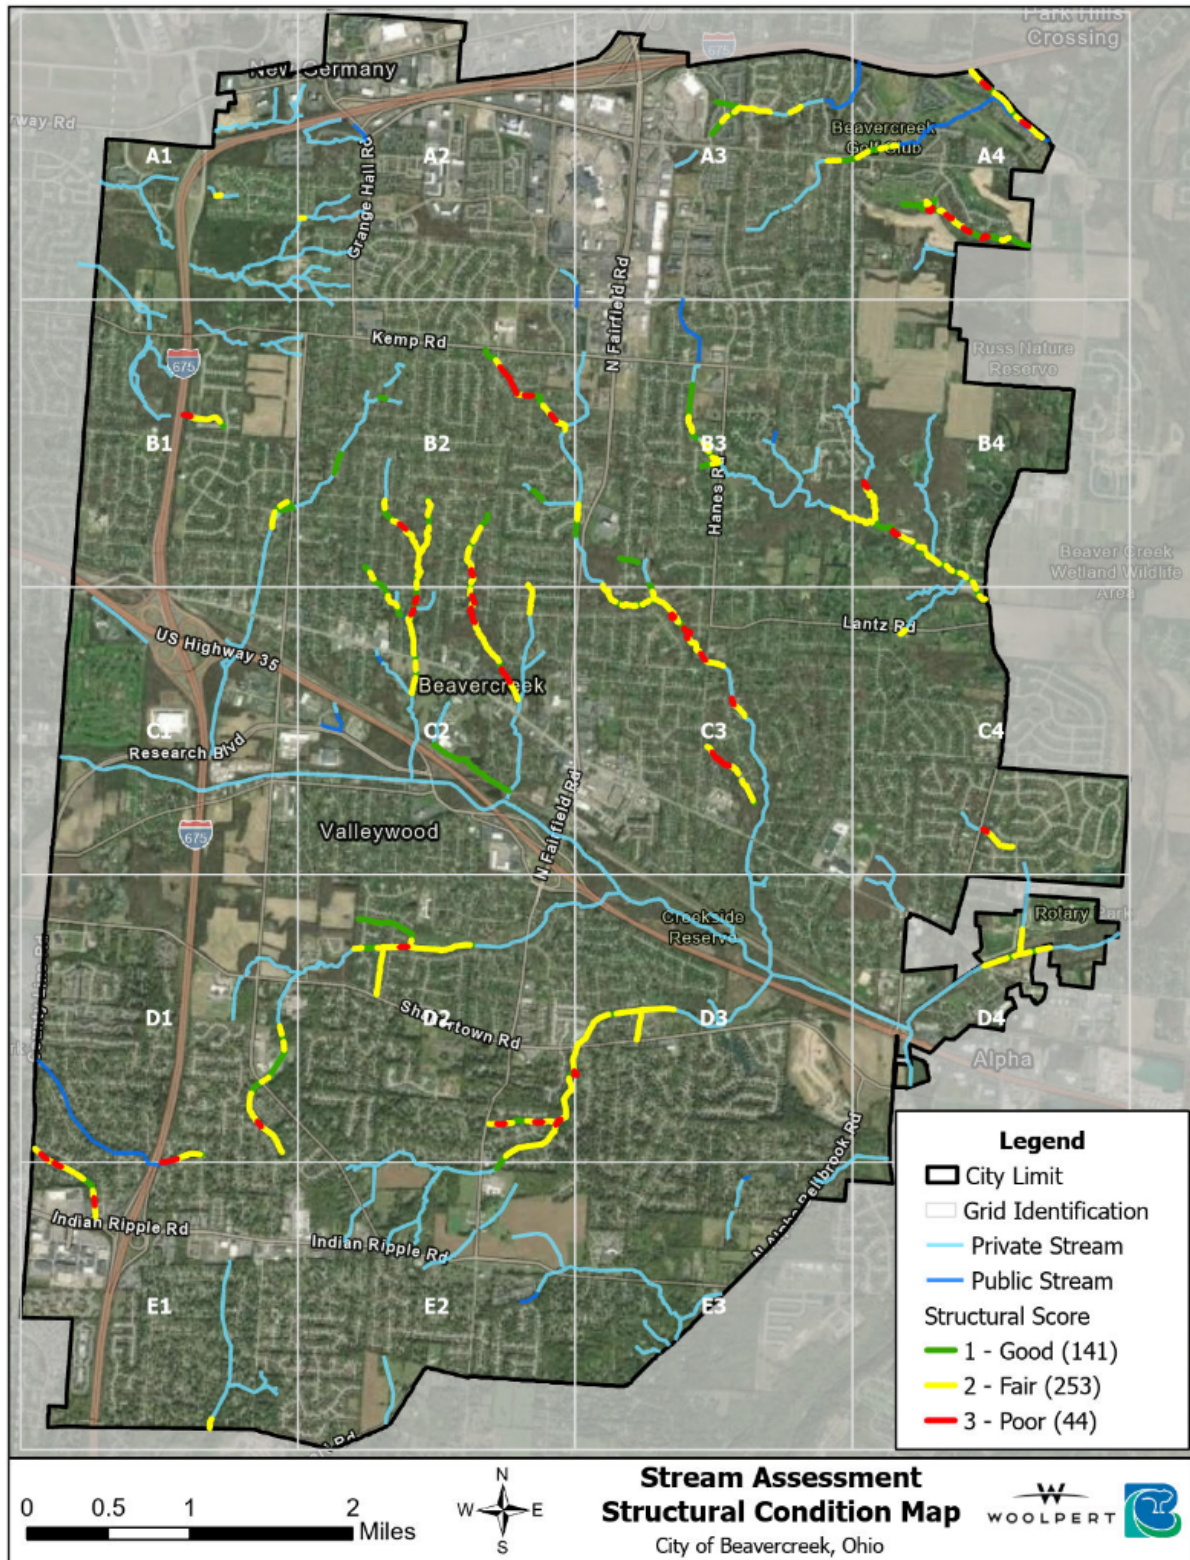 Park Hills
Crossing
675
New Germany
rway Rd
Beavercreek
Golf Club
A1
A2
A3
A4
Grange Hall Rd
N Fairfield Rd
Kemp Rd
Russ Nature
Reserve
675
B1
B2
B3
B4
Hanes Rd
Beaver Creek
Wetland Wildlife
Area
Lantz Rd
US Highway 35
Beavercreek
C1
C2
C3
C4
Research Blvd
N Fairfield Rd
675
Valleywood
Creekside
Reserve
Rotary Park
D1
D2
D3
D4
Shakertown Rd
Alpha
N Alpha Bellbrook Rd
Indian Ripple Rd
Indian Ripple Rd
E1
E2
E3
Rd
Legend
City Limit
Grid Identification
Private Stream
Public Stream
Structural Score
1 - Good (141)
2 - Fair (253)
3 - Poor (44)
0 0.5 1 2
Miles
N
W E
S
Stream Assessment
Structural Condition Map
City of Beavercreek, Ohio
W
WOOLPERT